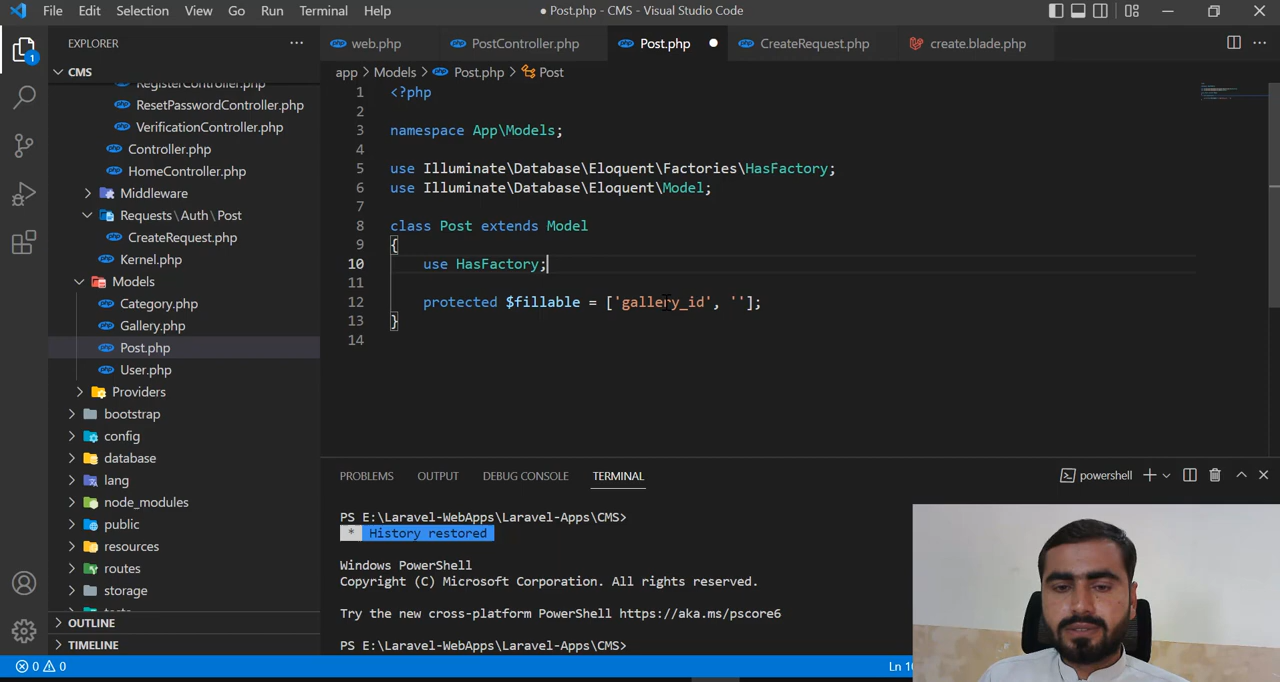 File Edit Selection View Go Run Terminal Help
● Post.php - CMS - Visual Studio Code
EXPLORER
web.php
PostController.php
Post.php
CreateRequest.php
create.blade.php
1
CMS
RegisterController.php
ResetPasswordController.php
VerificationController.php
Controller.php
HomeController.php
Middleware
Requests\Auth\Post
CreateRequest.php
Kernel.php
Models
Category.php
Gallery.php
Post.php
User.php
Providers
bootstrap
config
database
lang
node_modules
public
resources
routes
storage
tests
OUTLINE
TIMELINE
app > Models > Post.php > Post
1 <?php
2
3 namespace App\Models;
4
5 use Illuminate\Database\Eloquent\Factories\HasFactory;
6 use Illuminate\Database\Eloquent\Model;
7
8 class Post extends Model
9 {
10 use HasFactory;
11
12 protected $fillable = ['gallery_id', ''];
13 }
14
PROBLEMS OUTPUT DEBUG CONSOLE TERMINAL
powershell
PS E:\Laravel-WebApps\Laravel-Apps\CMS>
* History restored
Windows PowerShell
Copyright (C) Microsoft Corporation. All rights reserved.
Try the new cross-platform PowerShell https://aka.ms/pscore6
PS E:\Laravel-WebApps\Laravel-Apps\CMS>
0 0
Ln 10